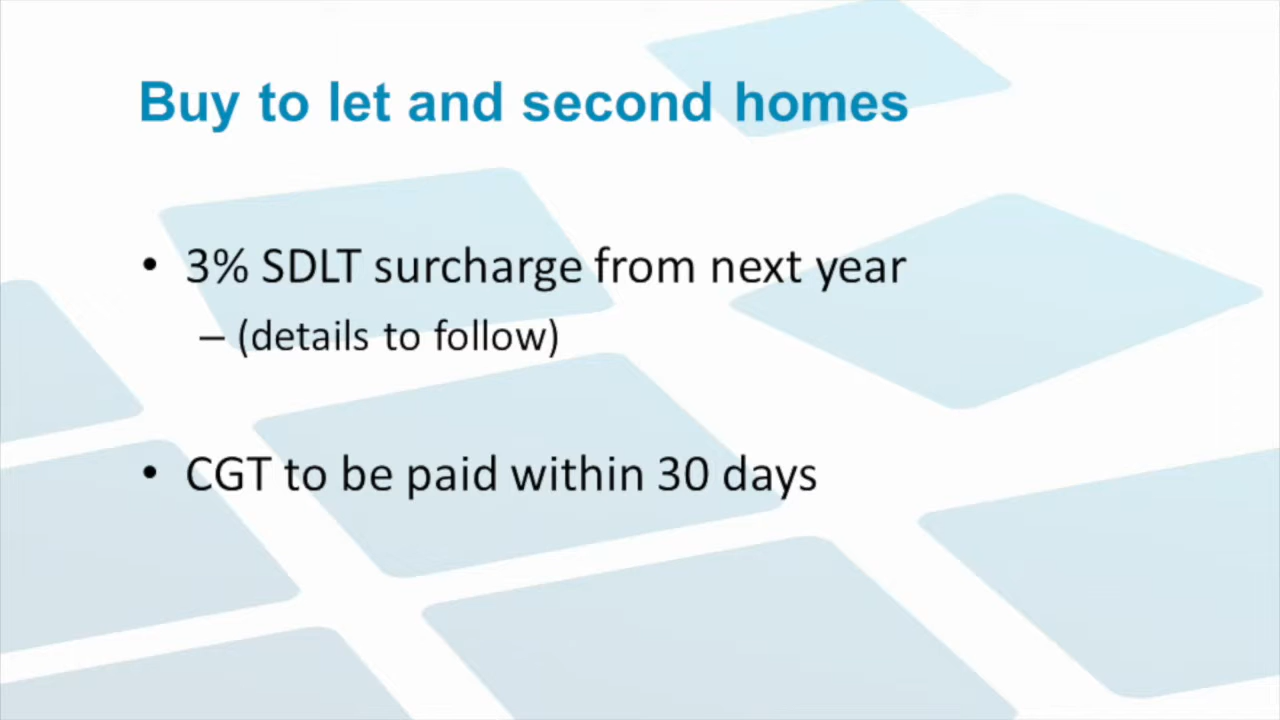 Buy to let and second homes
• 3% SDLT surcharge from next year
– (details to follow)
• CGT to be paid within 30 days